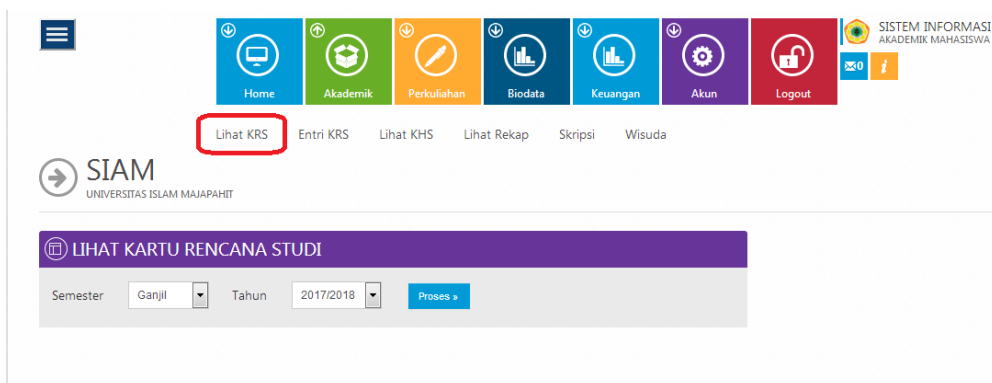 SISTEM INFORMASI
AKADEMIK MAHASISWA
0 i
Home Akademik Perkuliahan Biodata Keuangan Akun Logout
Lihat KRS Entri KRS Lihat KHS Lihat Rekap Skripsi Wisuda
SIAM
UNIVERSITAS ISLAM MAJAPAHIT
LIHAT KARTU RENCANA STUDI
Semester Ganjil Tahun 2017/2018 Proses »